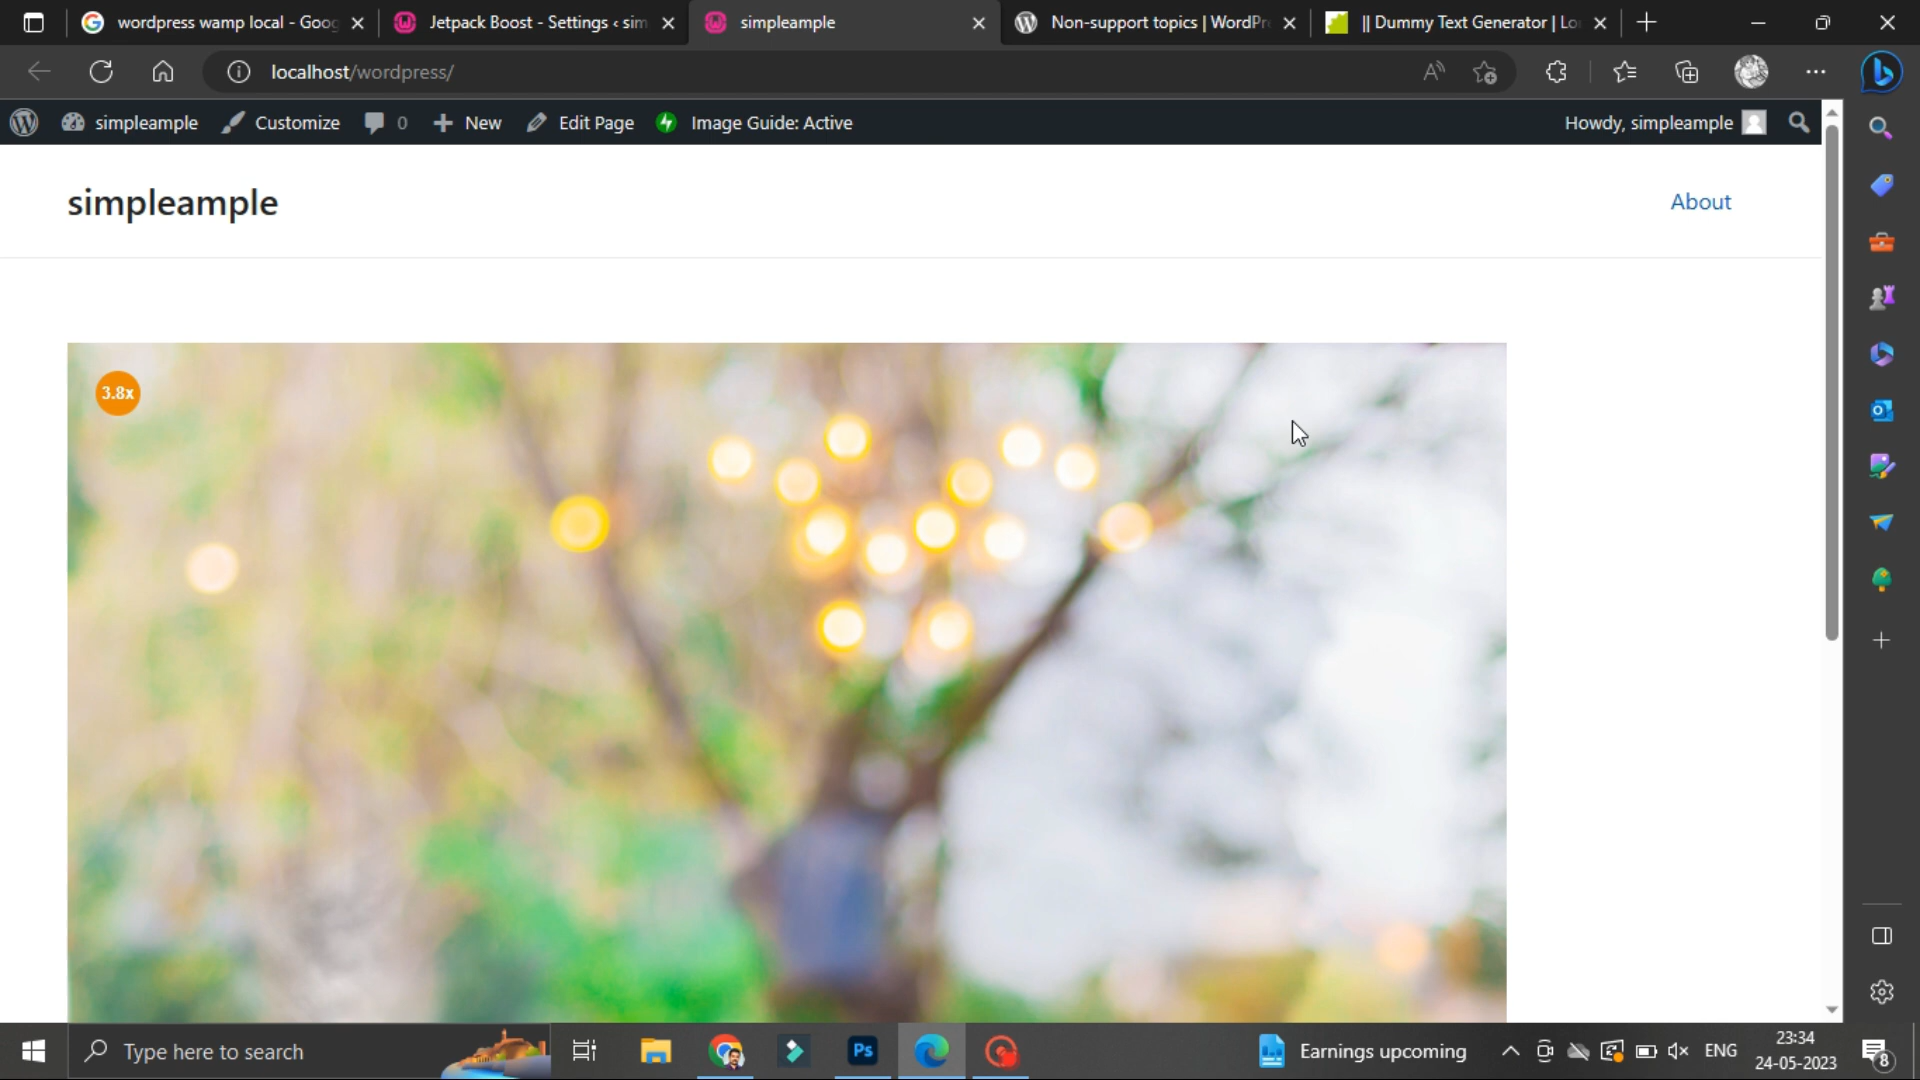 wordpress wamp local - Goog
Jetpack Boost - Settings ‹ sim
simpleample
Non-support topics | WordPr
|| Dummy Text Generator | Lo
localhost/wordpress/
simpleample
Customize
0
New
Edit Page
Image Guide: Active
Howdy, simpleample
simpleample
About
3.8x
Type here to search
Ps
Earnings upcoming
ENG
23:34
24-05-2023
8